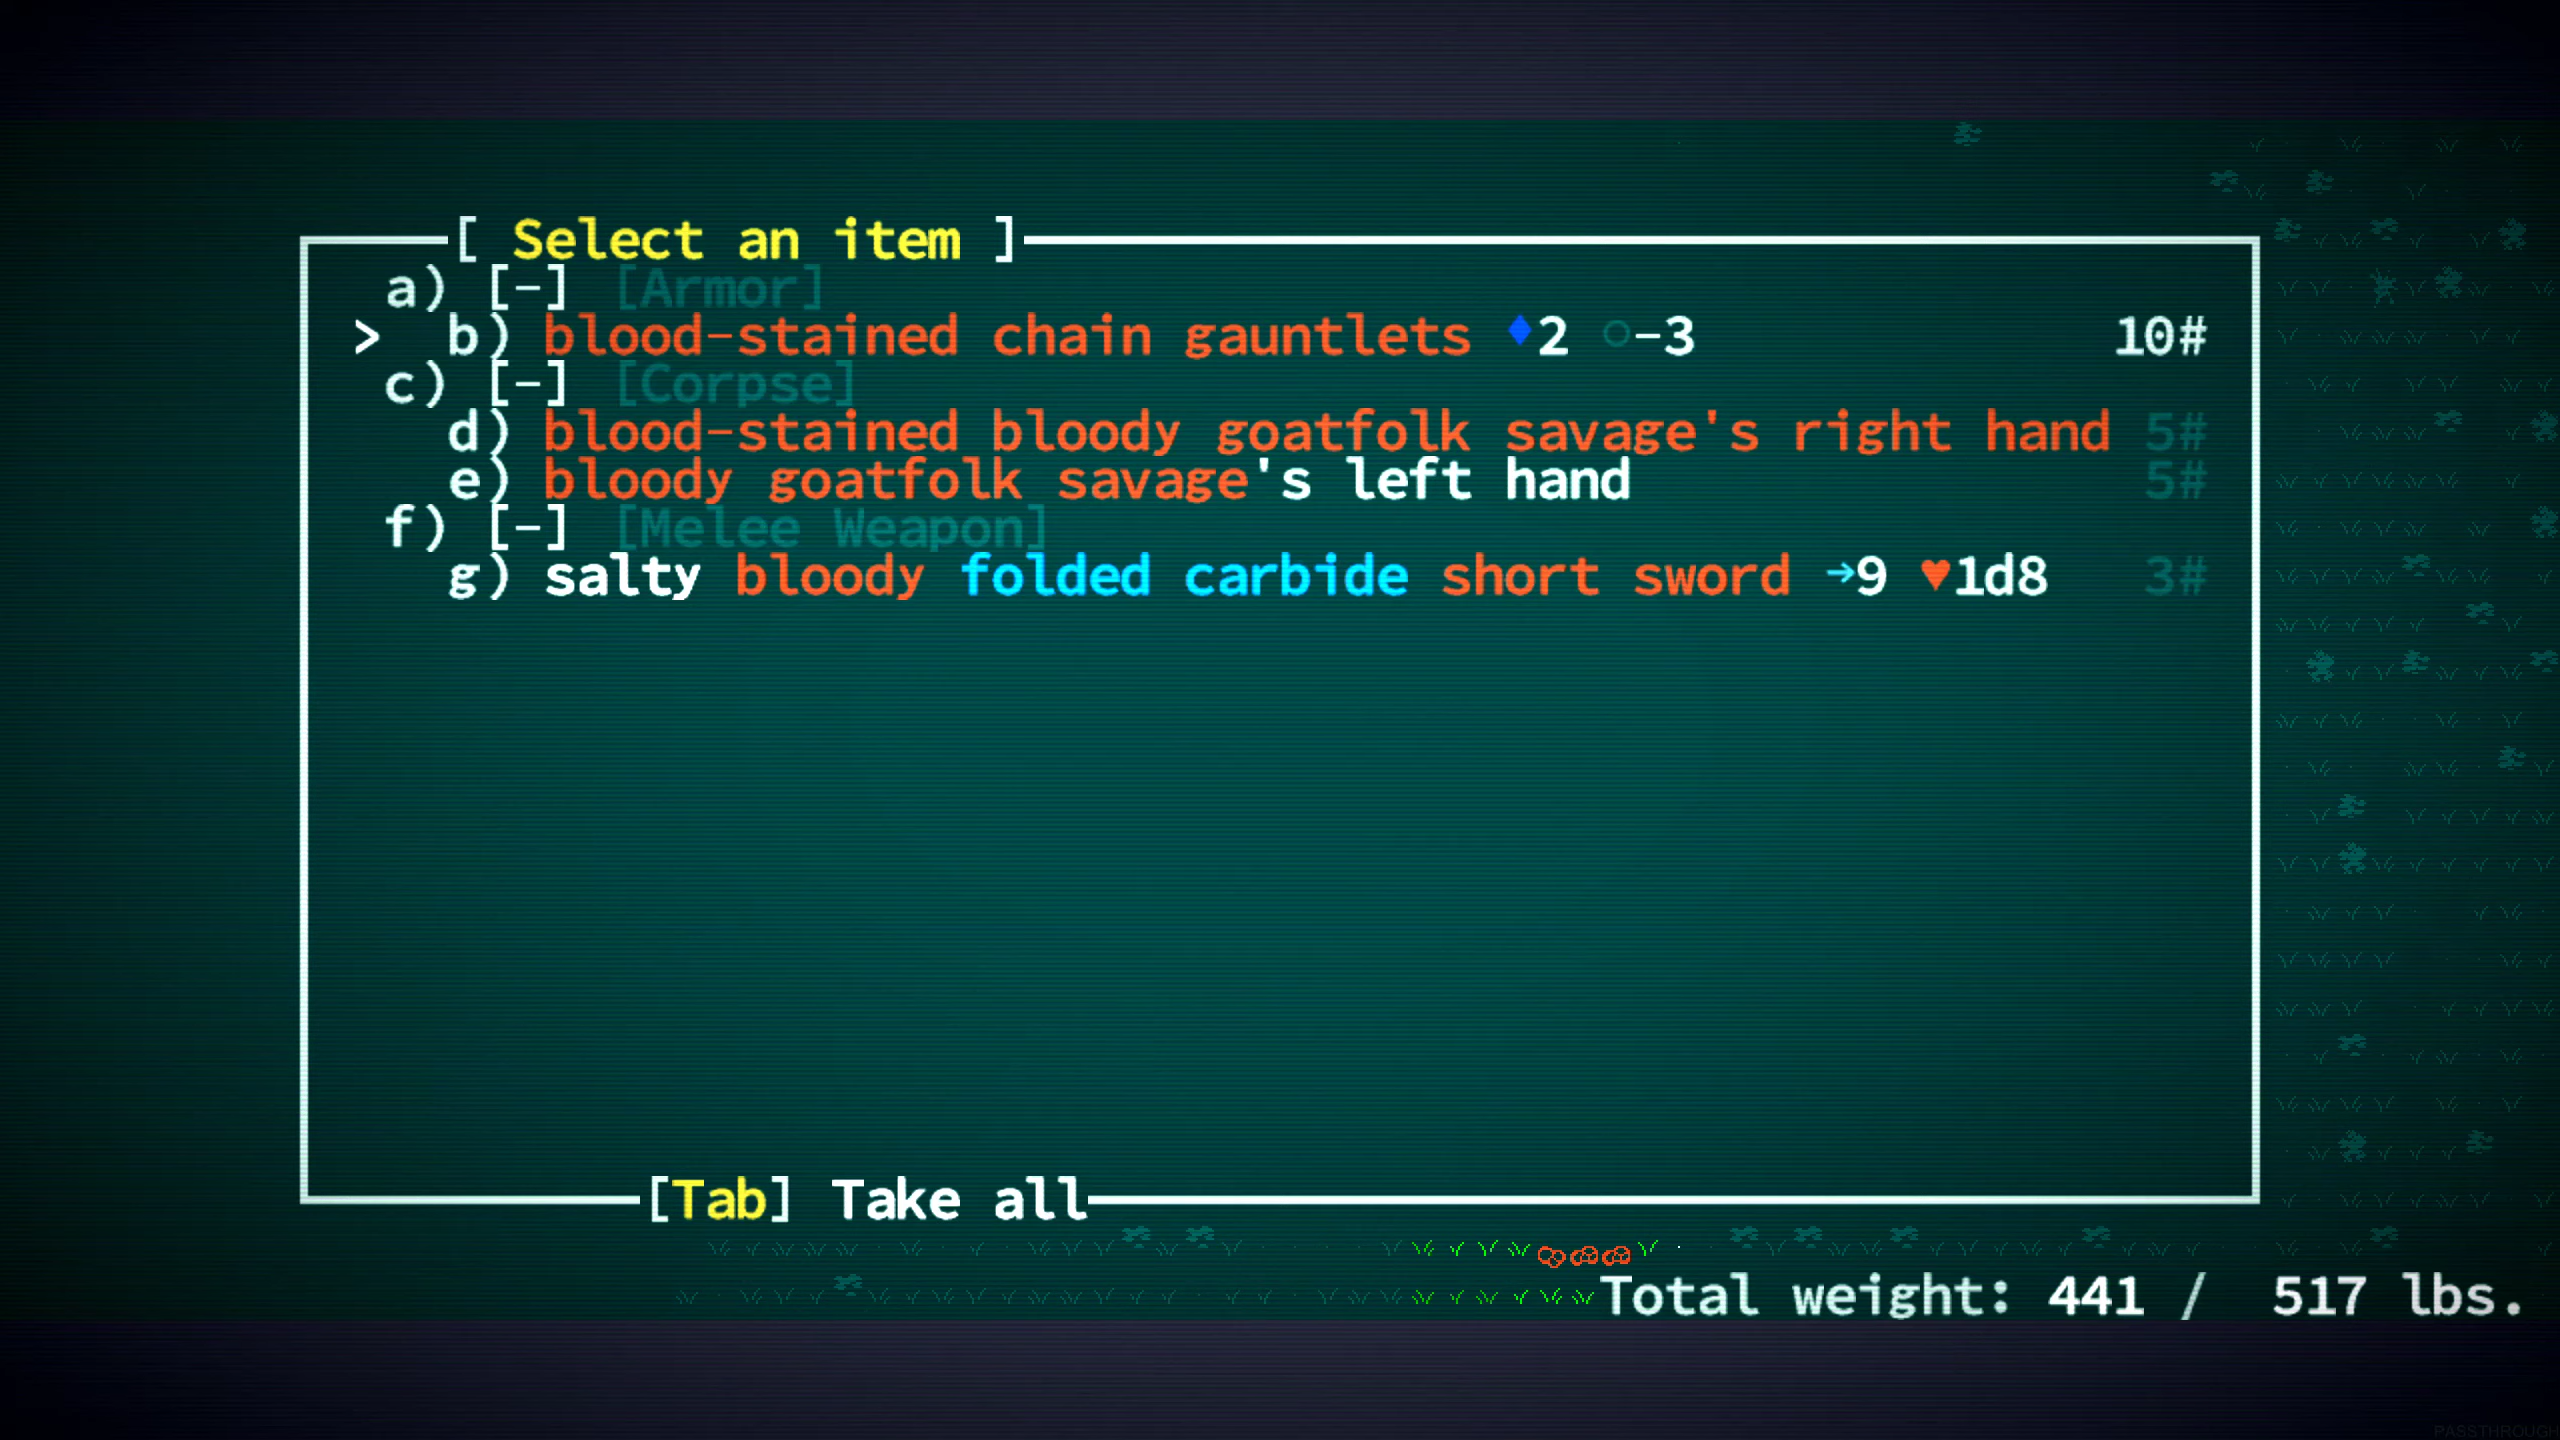 [ Select an item ]
a) [-] [Armor]
> b) blood-stained chain gauntlets ♦2 ○-3 10#
c) [-] [Corpse]
d) blood-stained bloody goatfolk savage's right hand 5#
e) bloody goatfolk savage's left hand 5#
f) [-] [Melee Weapon]
g) salty bloody folded carbide short sword →9 ♥1d8 3#
[Tab] Take all
Total weight: 441 / 517 lbs.
PASSTHROUGH